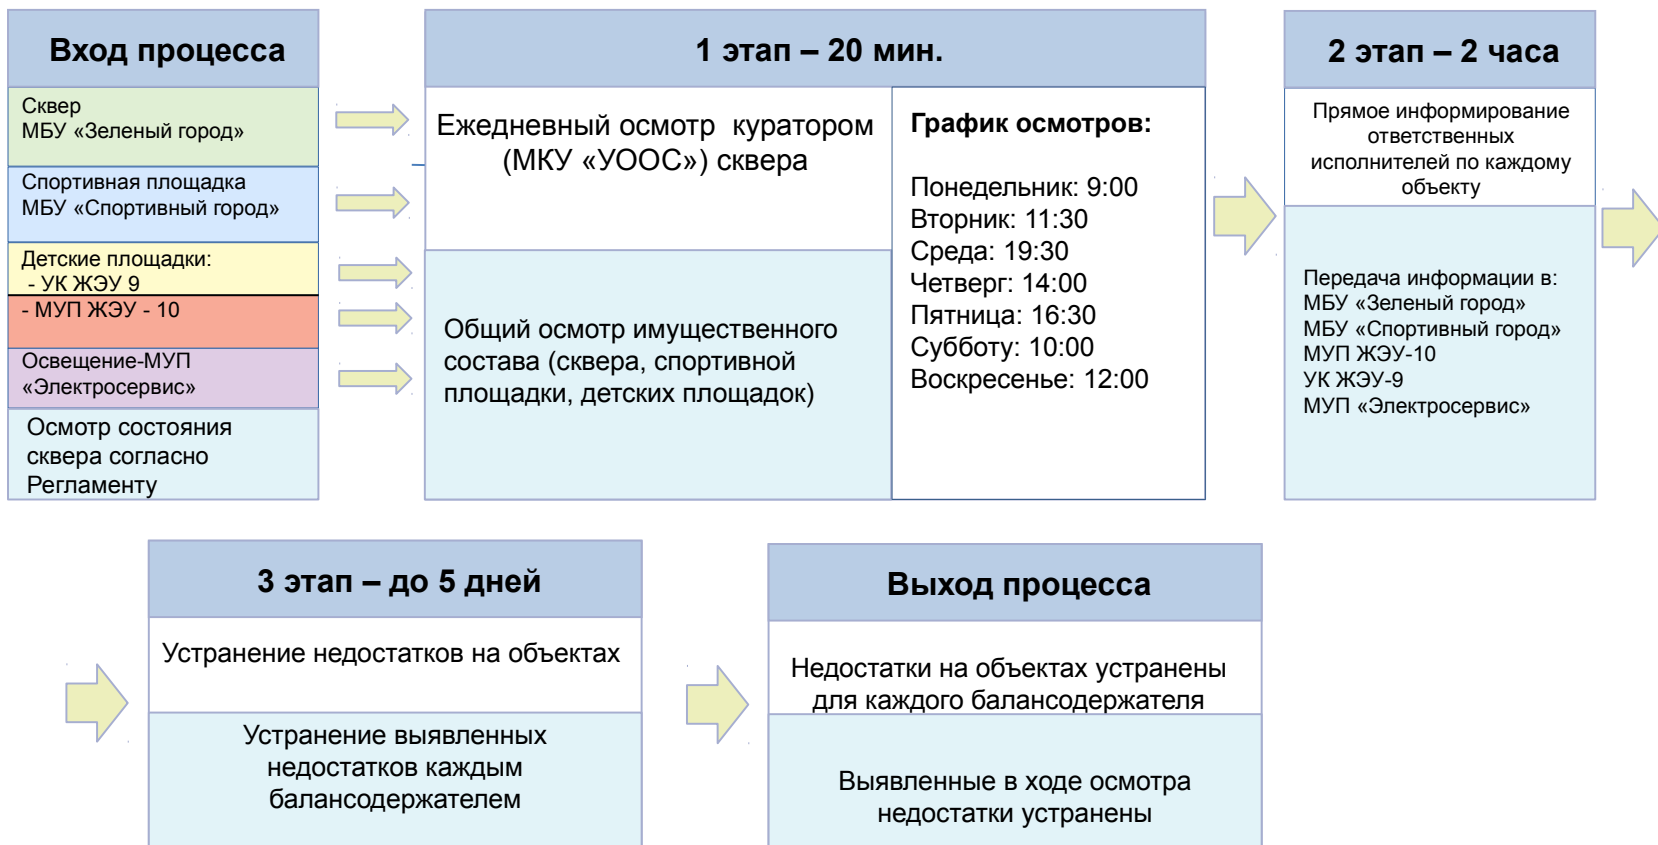 Вход процесса
Сквер
МБУ «Зеленый город»
Спортивная площадка
МБУ «Спортивный город»
Детские площадки:
- УК ЖЭУ 9
- МУП ЖЭУ - 10
Освещение-МУП
«Электросервис»
Осмотр состояния
сквера согласно
Регламенту
1 этап – 20 мин.
Ежедневный осмотр куратором
(МКУ «УООС») сквера
Общий осмотр имущественного
состава (сквера, спортивной
площадки, детских площадок)
График осмотров:
Понедельник: 9:00
Вторник: 11:30
Среда: 19:30
Четверг: 14:00
Пятница: 16:30
Субботу: 10:00
Воскресенье: 12:00
2 этап – 2 часа
Прямое информирование
ответственных
исполнителей по каждому
объекту
Передача информации в:
МБУ «Зеленый город»
МБУ «Спортивный город»
МУП ЖЭУ-10
УК ЖЭУ-9
МУП «Электросервис»
3 этап – до 5 дней
Устранение недостатков на объектах
Устранение выявленных
недостатков каждым
балансодержателем
Выход процесса
Недостатки на объектах устранены
для каждого балансодержателя
Выявленные в ходе осмотра
недостатки устранены